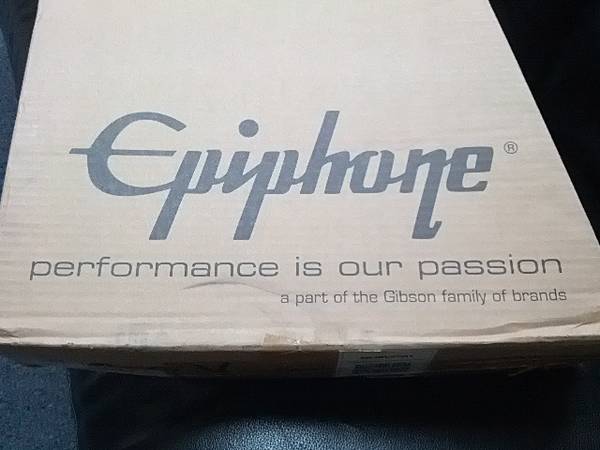 Epiphone®
performance is our passion
a part of the Gibson family of brands